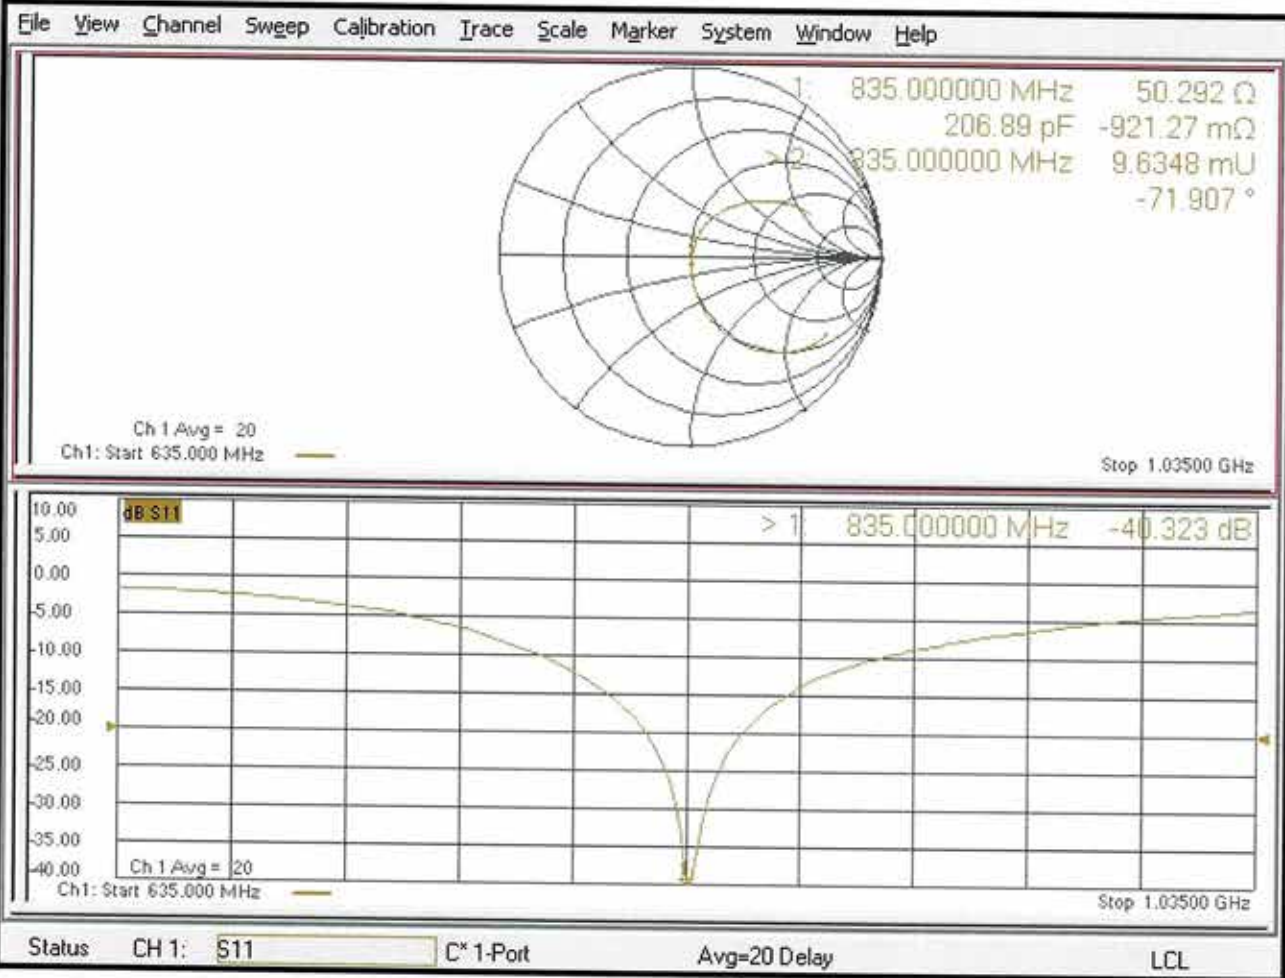 File View Channel Sweep Calibration Trace Scale Marker System Window Help
1: 835.000000 MHz 50.292 Ω
206.89 pF -921.27 mΩ
> 2: 835.000000 MHz 9.6348 mU
-71.907 °
Ch 1 Avg = 20
Ch1: Start 635.000 MHz
Stop 1.03500 GHz
10.00
dB S11
> 1: 835.000000 MHz -40.323 dB
5.00
0.00
-5.00
-10.00
-15.00
-20.00
-25.00
-30.00
-35.00
-40.00
Ch 1 Avg = 20
Ch1: Start 635.000 MHz
Stop 1.03500 GHz
Status CH 1: S11 C* 1-Port Avg=20 Delay LCL